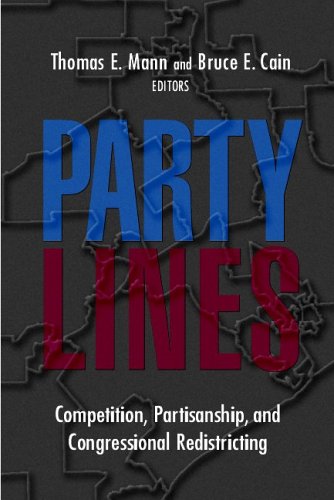 Thomas E. Mann and Bruce E. Cain
EDITORS
PARTY
LINES
Competition, Partisanship, and
Congressional Redistricting